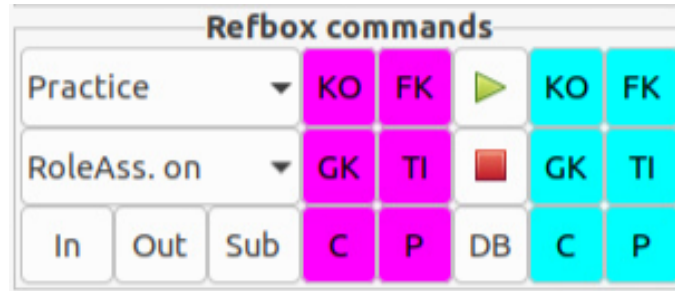 Refbox commands
Practice KO FK KO FK
RoleAss. on GK TI GK TI
In Out Sub C P DB C P